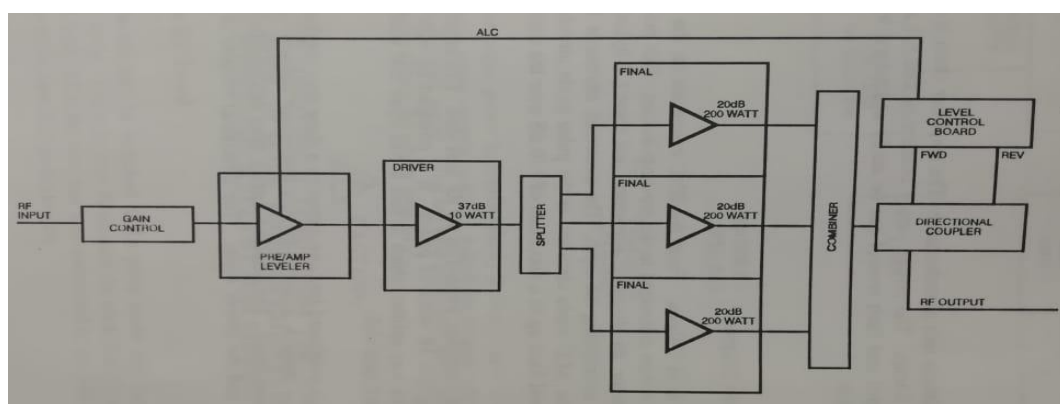 ALC
FINAL
20dB
200 WATT
LEVEL
CONTROL
BOARD
FWD
REV
DRIVER
37dB
10 WATT
FINAL
20dB
200 WATT
RF
INPUT
GAIN
CONTROL
PRE/AMP
LEVELER
SPLITTER
COMBINER
DIRECTIONAL
COUPLER
FINAL
20dB
200 WATT
RF OUTPUT